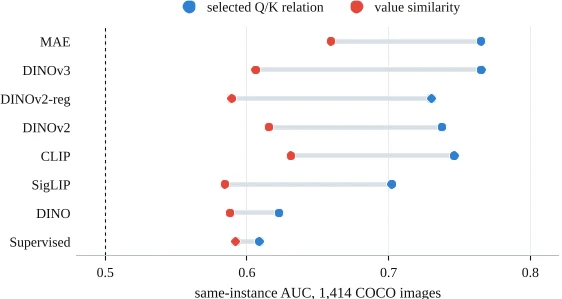 selected Q/K relation value similarity
MAE
DINOv3
DINOv2-reg
DINOv2
CLIP
SigLIP
DINO
Supervised
0.5 0.6 0.7 0.8
same-instance AUC, 1,414 COCO images